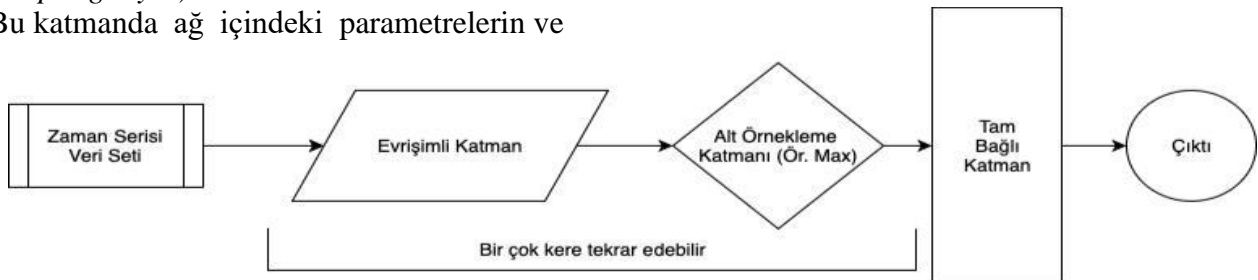 Bu katmanda ağ içindeki parametrelerin ve
Zaman Serisi
Veri Seti
Evrişimli Katman
Alt Örnekleme
Katmanı (Ör. Max)
Tam
Bağlı
Katman
Çıktı
Bir çok kere tekrar edebilir